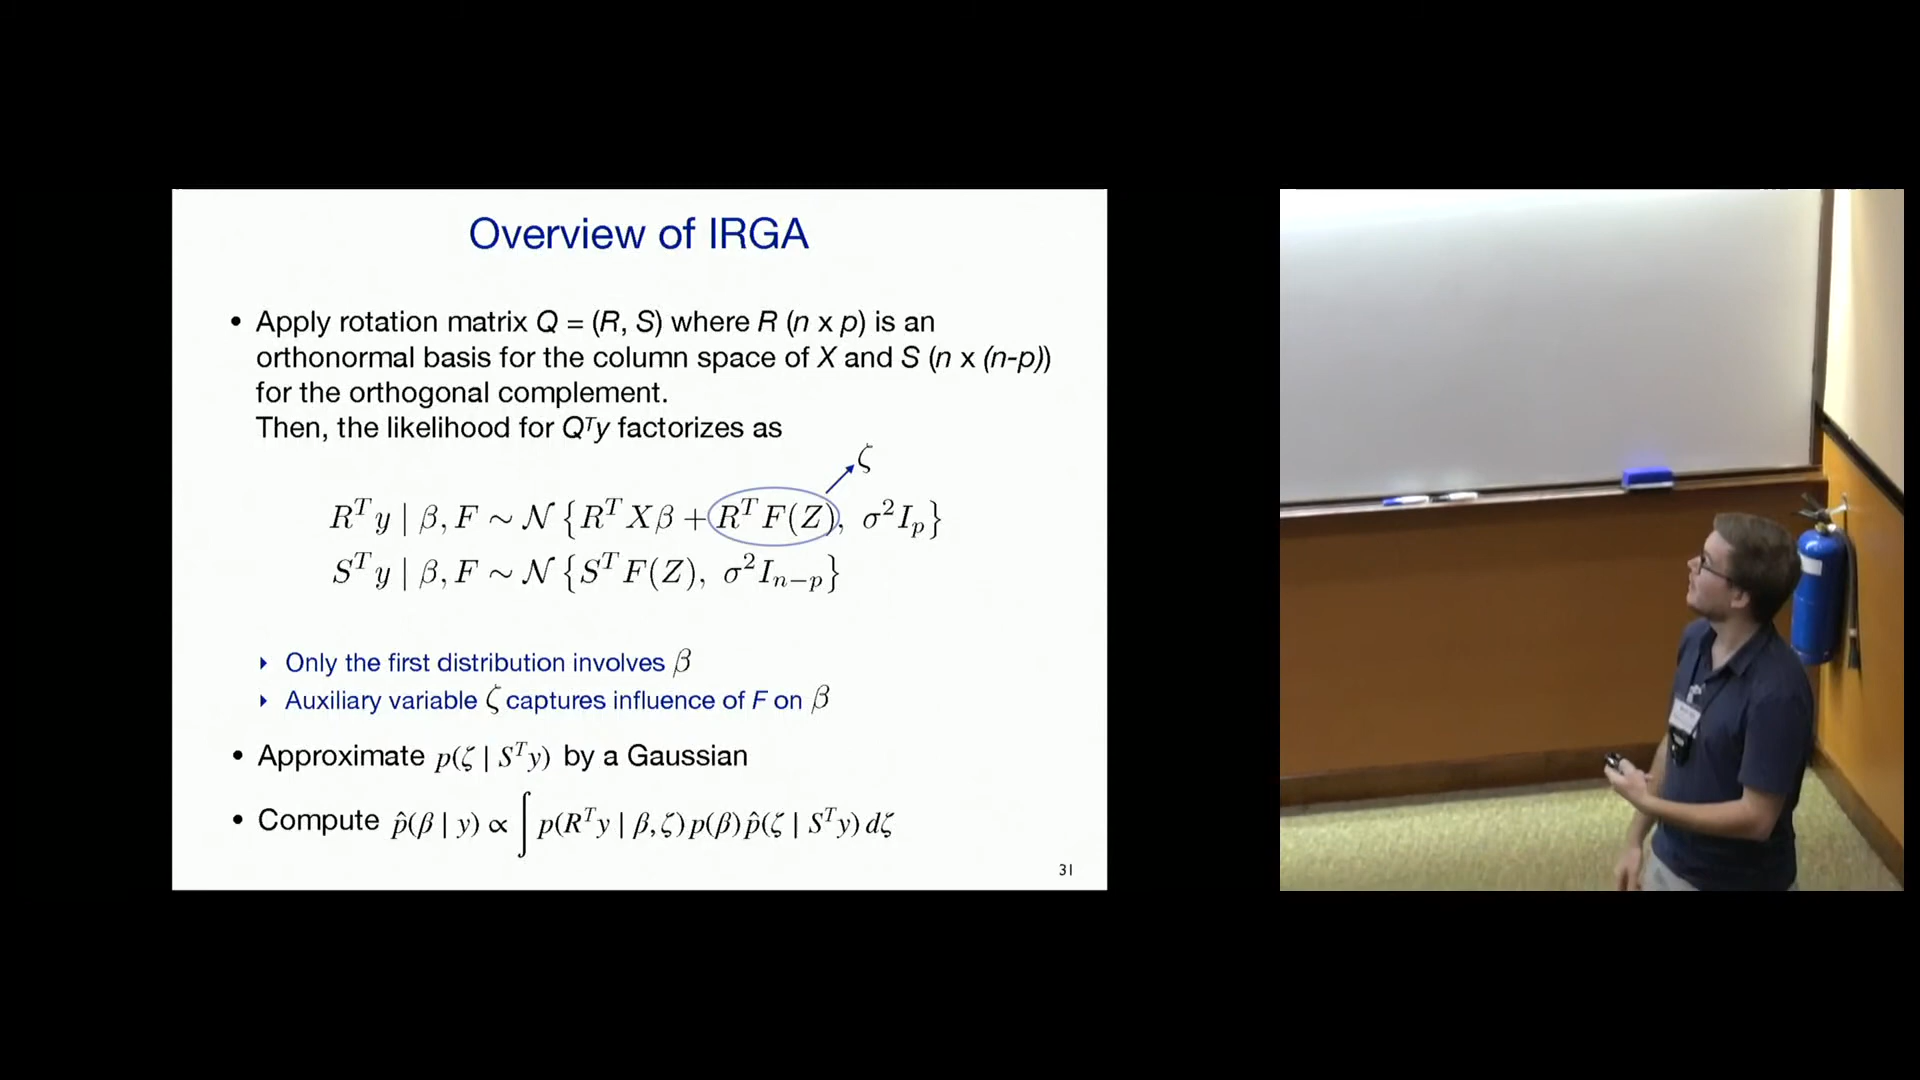 Overview of IRGA
• Apply rotation matrix Q = (R, S) where R (n x p) is an
orthonormal basis for the column space of X and S (n x (n-p))
for the orthogonal complement.
Then, the likelihood for Qᵀy factorizes as
ζ
Rᵀy | β, F ∼ 𝒩 {RᵀXβ + RᵀF(Z), σ²Iₚ}
Sᵀy | β, F ∼ 𝒩 {SᵀF(Z), σ²Iₙ₋ₚ}
‣ Only the first distribution involves β
‣ Auxiliary variable ζ captures influence of F on β
• Approximate p(ζ | Sᵀy) by a Gaussian
• Compute p̂(β | y) ∝ ∫ p(Rᵀy | β, ζ) p(β) p̂(ζ | Sᵀy) dζ
31